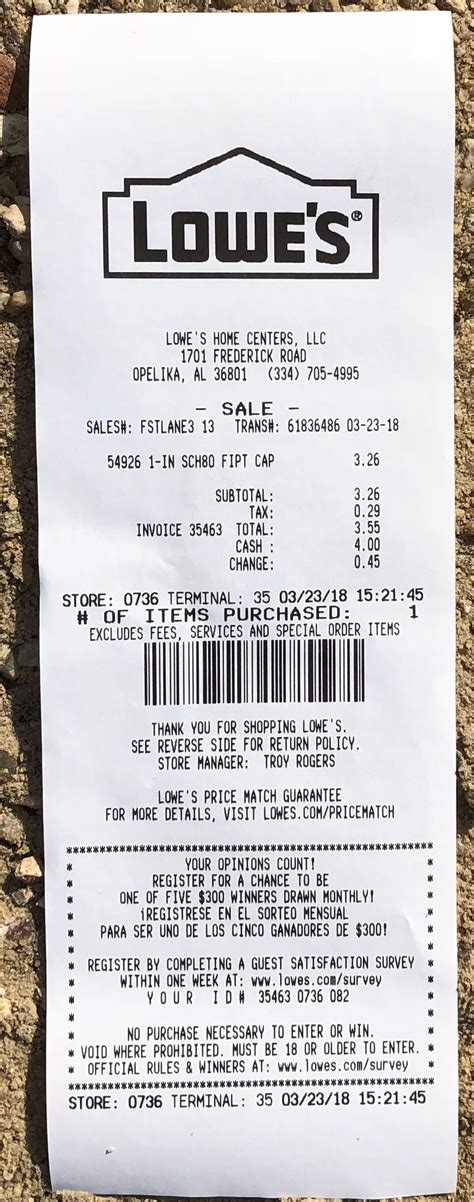 LOWE'S®
LOWE'S HOME CENTERS, LLC
1701 FREDERICK ROAD
OPELIKA, AL 36801 (334) 705-4995
- SALE -
SALES#: FSTLANE3 13 TRANS#: 61836486 03-23-18
54926 1-IN SCH80 FIPT CAP 3.26
SUBTOTAL: 3.26
TAX: 0.29
INVOICE 35463 TOTAL: 3.55
CASH : 4.00
CHANGE: 0.45
STORE: 0736 TERMINAL: 35 03/23/18 15:21:45
# OF ITEMS PURCHASED: 1
EXCLUDES FEES, SERVICES AND SPECIAL ORDER ITEMS
THANK YOU FOR SHOPPING LOWE'S.
SEE REVERSE SIDE FOR RETURN POLICY.
STORE MANAGER: TROY ROGERS
LOWE'S PRICE MATCH GUARANTEE
FOR MORE DETAILS, VISIT LOWES.COM/PRICEMATCH
YOUR OPINIONS COUNT!
REGISTER FOR A CHANCE TO BE
ONE OF FIVE $300 WINNERS DRAWN MONTHLY!
¡REGISTRESE EN EL SORTEO MENSUAL
PARA SER UNO DE LOS CINCO GANADORES DE $300!
REGISTER BY COMPLETING A GUEST SATISFACTION SURVEY
WITHIN ONE WEEK AT: www.lowes.com/survey
Y O U R I D # 35463 0736 082
NO PURCHASE NECESSARY TO ENTER OR WIN.
VOID WHERE PROHIBITED. MUST BE 18 OR OLDER TO ENTER.
OFFICIAL RULES & WINNERS AT: www.lowes.com/survey
STORE: 0736 TERMINAL: 35 03/23/18 15:21:45